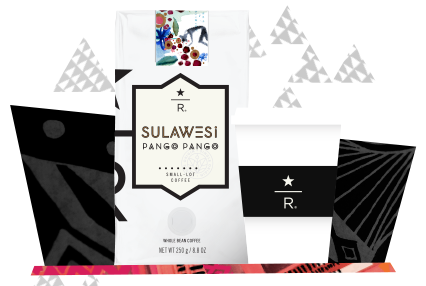 ★
R.
SULAWESI
PANGO PANGO
SMALL-LOT
COFFEE
WHOLE BEAN COFFEE
NET WT 250 g / 8.8 OZ
★
R.